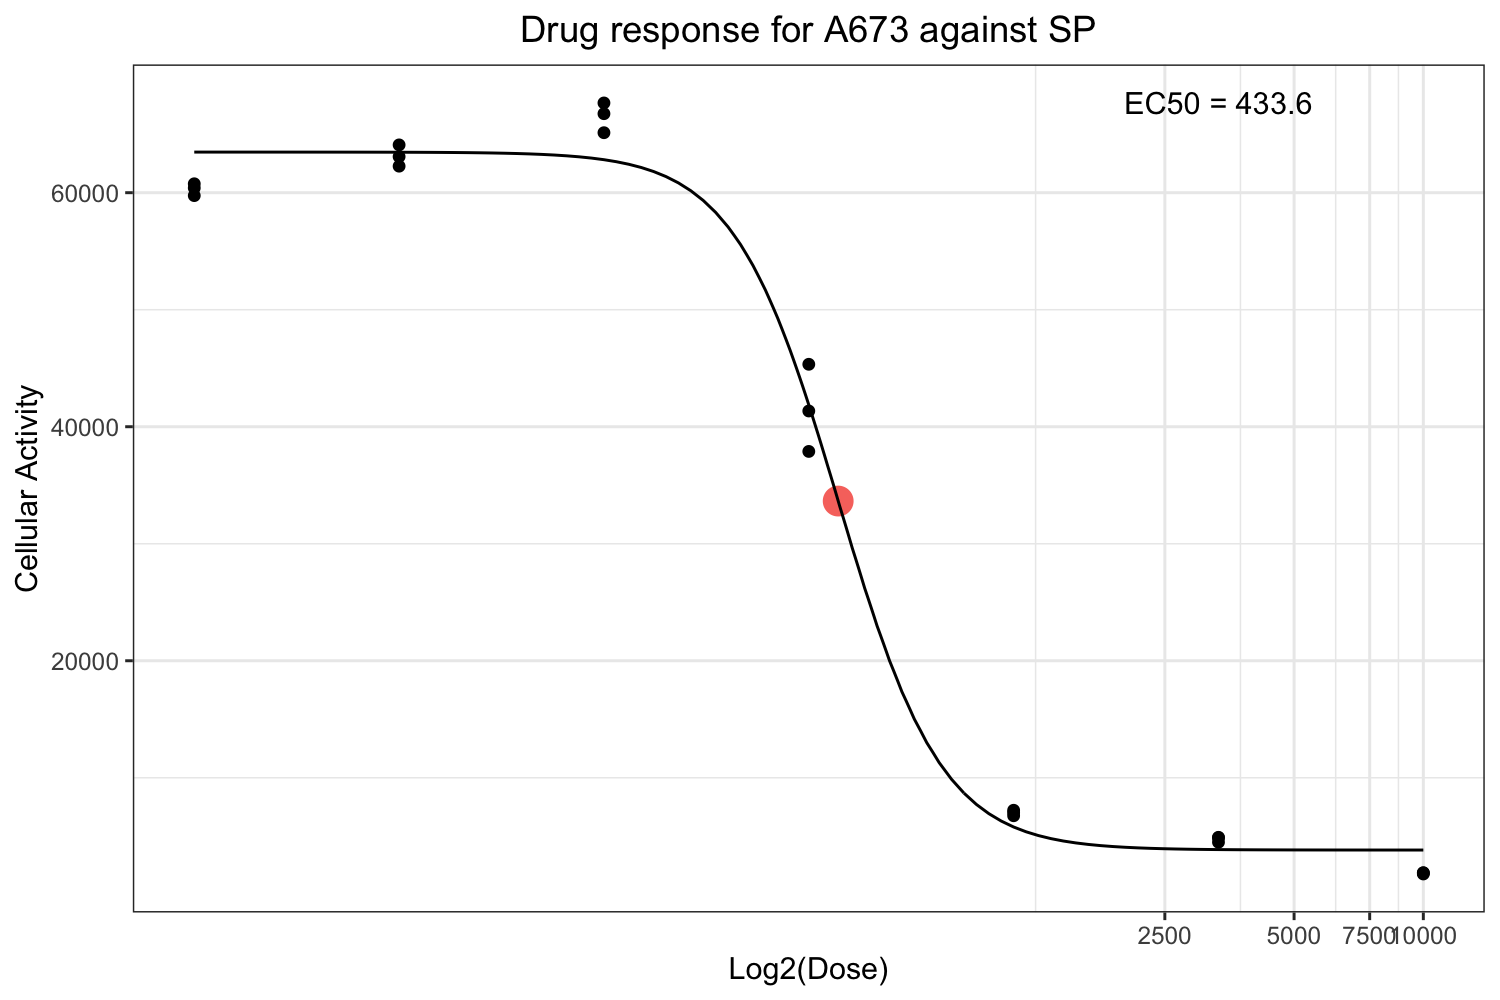 Drug response for A673 against SP
EC50 = 433.6
Cellular Activity
60000
40000
20000
2500 5000 7500 10000
Log2(Dose)